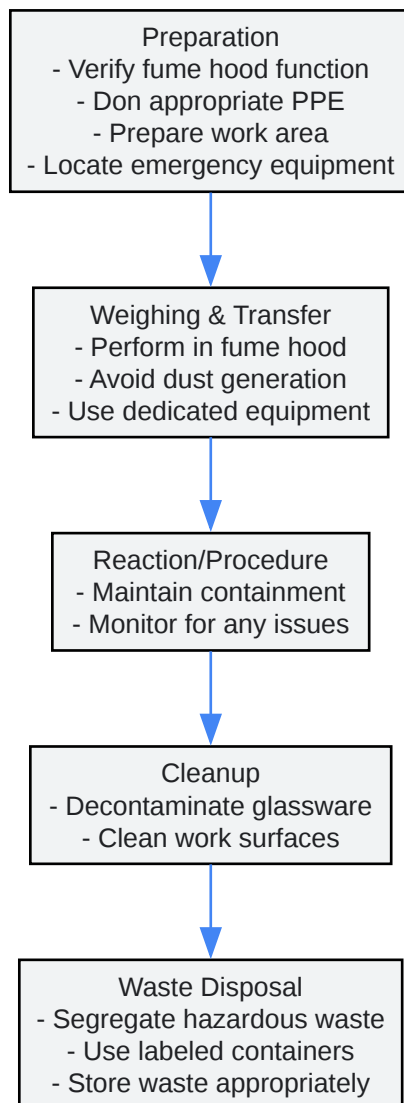 Preparation
- Verify fume hood function
- Don appropriate PPE
- Prepare work area
- Locate emergency equipment
Weighing & Transfer
- Perform in fume hood
- Avoid dust generation
- Use dedicated equipment
Reaction/Procedure
- Maintain containment
- Monitor for any issues
Cleanup
- Decontaminate glassware
- Clean work surfaces
Waste Disposal
- Segregate hazardous waste
- Use labeled containers
- Store waste appropriately